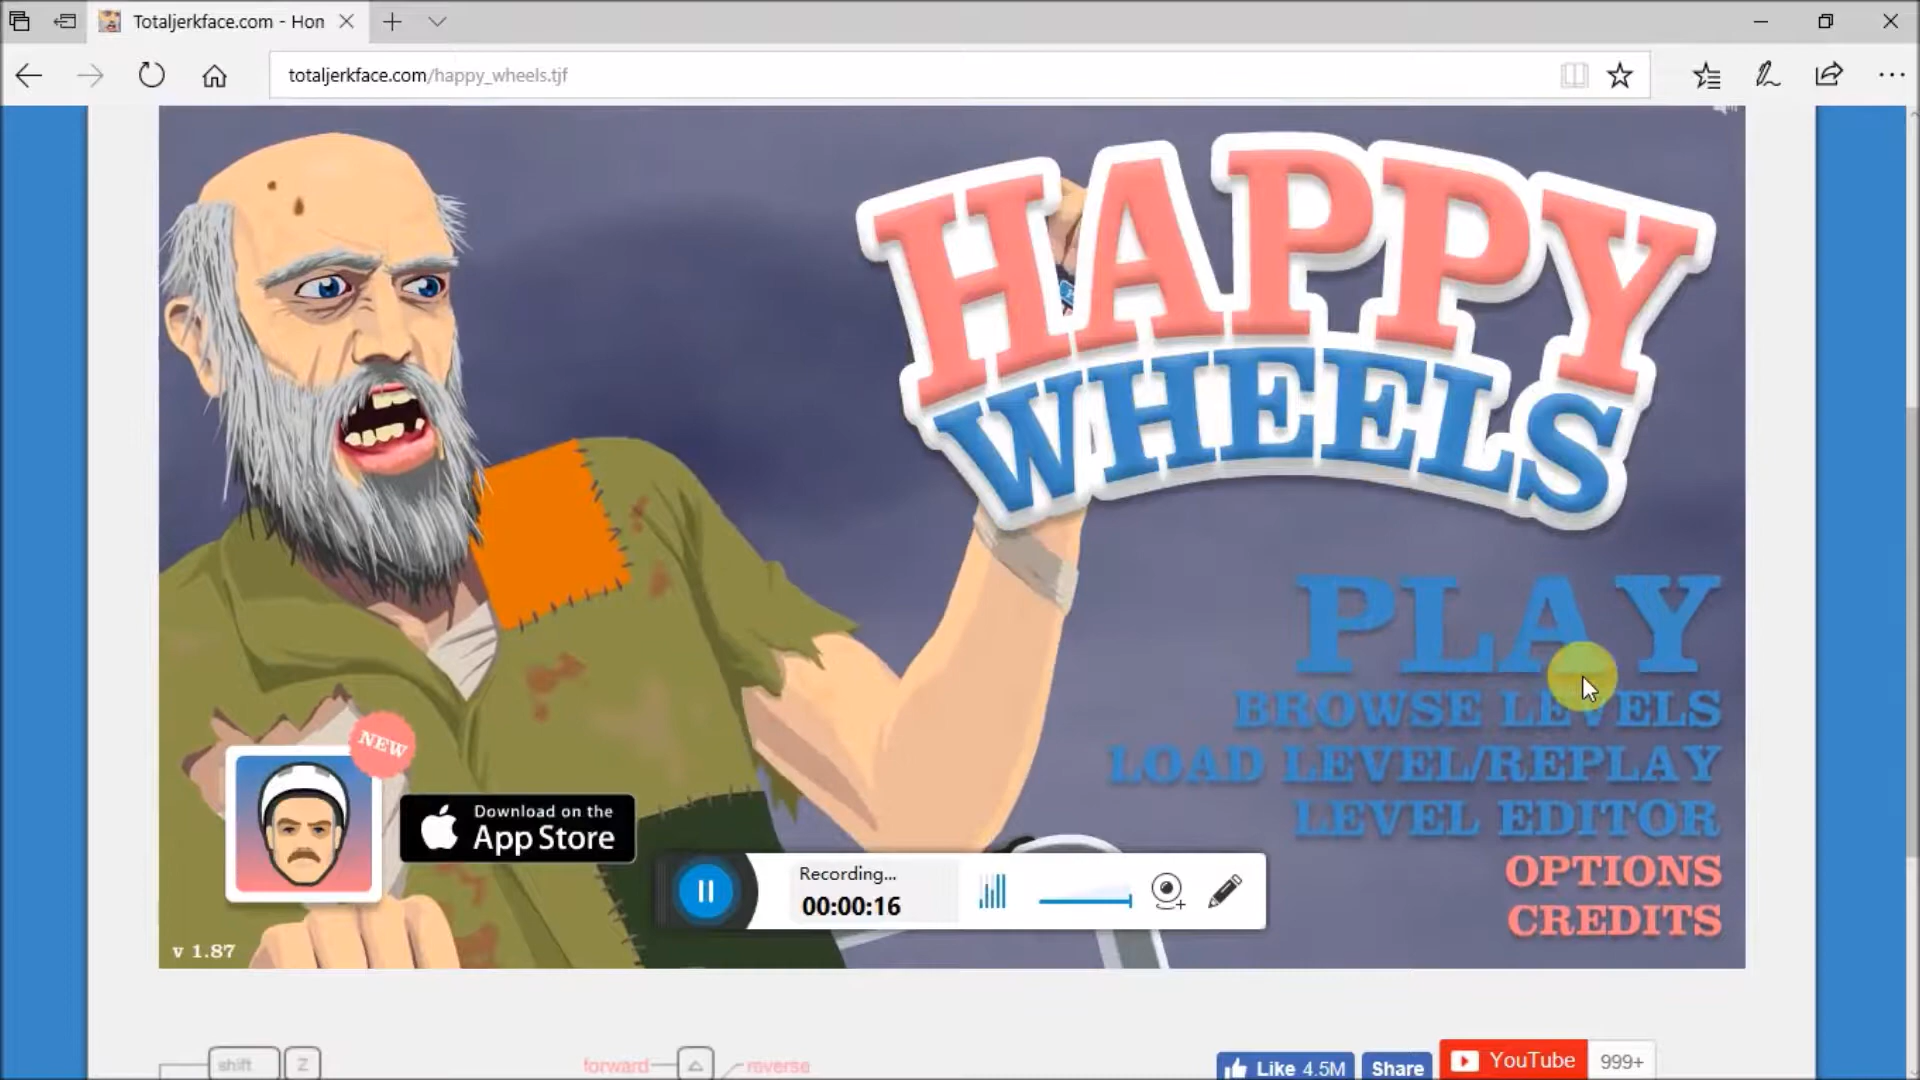 Totaljerkface.com - Hon
totaljerkface.com/happy_wheels.tjf
HAPPY
WHEELS
PLAY
BROWSE LEVELS
LOAD LEVEL/REPLAY
LEVEL EDITOR
OPTIONS
CREDITS
NEW
Download on the
App Store
Recording...
00:00:16
v 1.87
shift Z
forward
reverse
Like 4.5M
Share
YouTube
999+